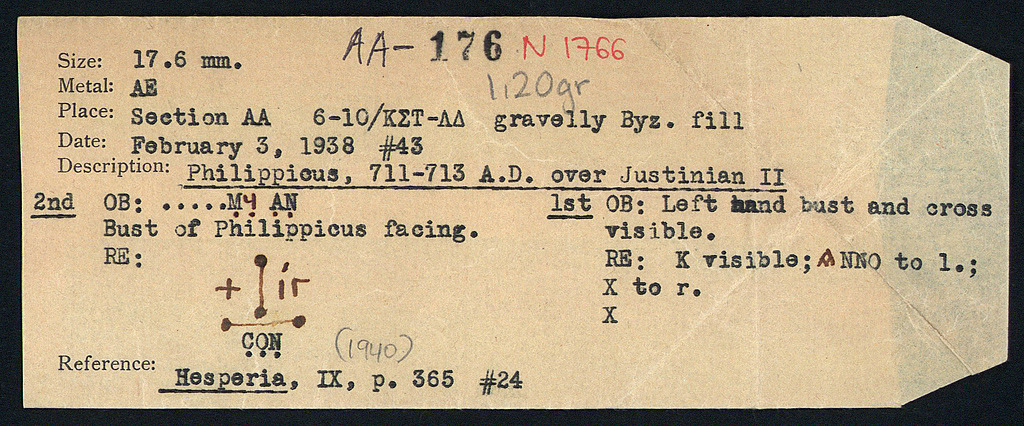 AA-176 N 1766
Size: 17.6 mm.
1,20gr
Metal: AE
Place: Section AA 6-10/ΚΣΤ-ΛΔ gravelly Byz. fill
Date: February 3, 1938 #43
Description: Philippicus, 711-713 A.D. over Justinian II
2nd OB: .....MЧ AN
Bust of Philippicus facing.
RE:
+ I ir
CON
1st OB: Left hand bust and cross
visible.
RE: K visible; ANNO to l.;
X to r.
X
(1940)
Reference: Hesperia, IX, p. 365 #24